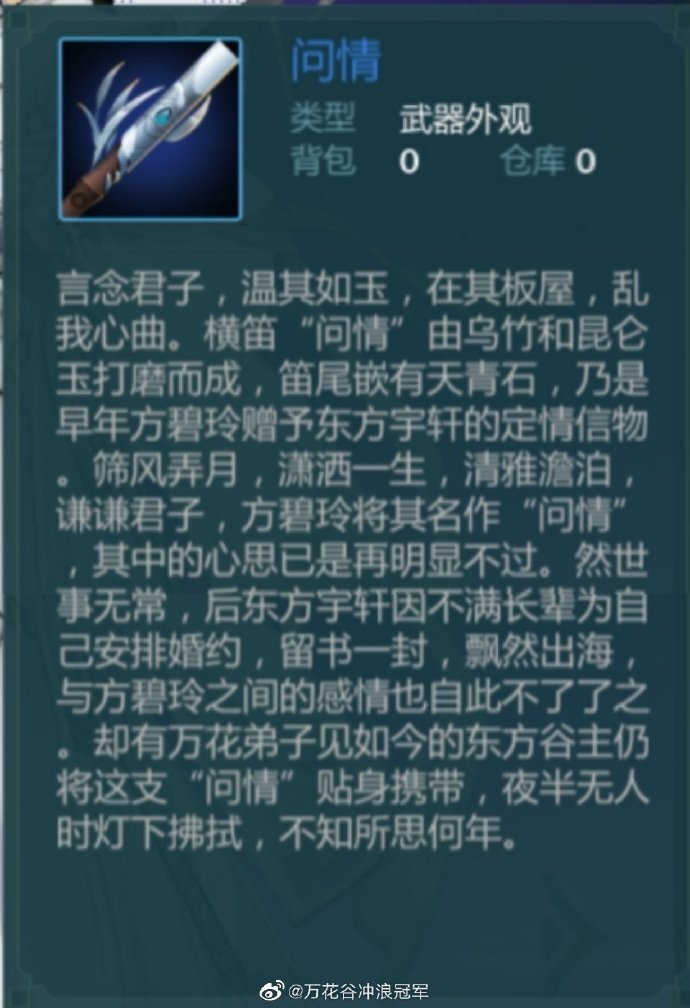 问情
类型 武器外观
背包 0 仓库 0
言念君子，温其如玉，在其板屋，乱
我心曲。横笛“问情”由乌竹和昆仑
玉打磨而成，笛尾嵌有天青石，乃是
早年方碧玲赠予东方宇轩的定情信物
。筛风弄月，潇洒一生，清雅澹泊，
谦谦君子，方碧玲将其名作“问情”
，其中的心思已是再明显不过。然世
事无常，后东方宇轩因不满长辈为自
己安排婚约，留书一封，飘然出海，
与方碧玲之间的感情也自此不了了之
。却有万花弟子见如今的东方谷主仍
将这支“问情”贴身携带，夜半无人
时灯下拂拭，不知所思何年。
@万花谷冲浪冠军